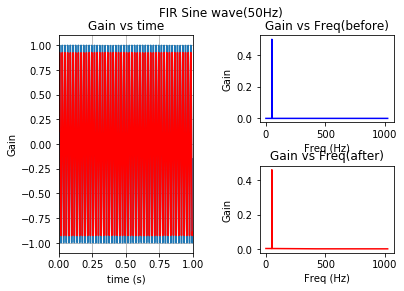 FIR Sine wave(50Hz)
Gain vs time
Gain
1.00
0.75
0.50
0.25
0.00
−0.25
−0.50
−0.75
−1.00
0.00 0.25 0.50 0.75 1.00
time (s)
Gain vs Freq(before)
Gain
0.4
0.2
0.0
0 500 1000
Freq (Hz)
Gain vs Freq(after)
Gain
0.4
0.2
0.0
0 500 1000
Freq (Hz)